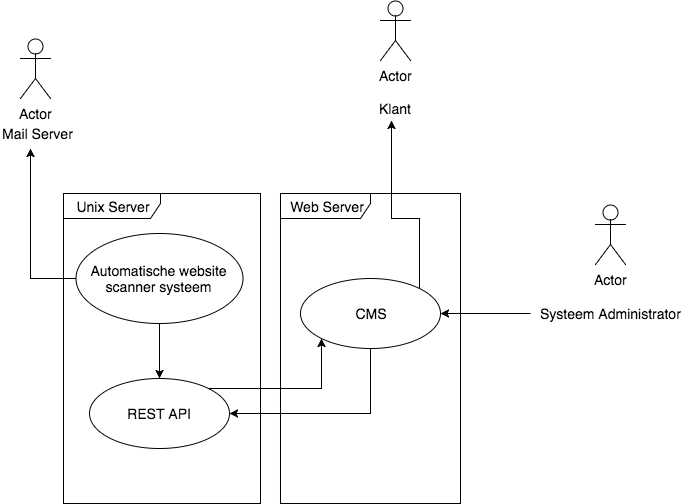 Actor
Klant
Actor
Mail Server
Unix Server
Web Server
Automatische website
scanner systeem
CMS
Actor
Systeem Administrator
REST API